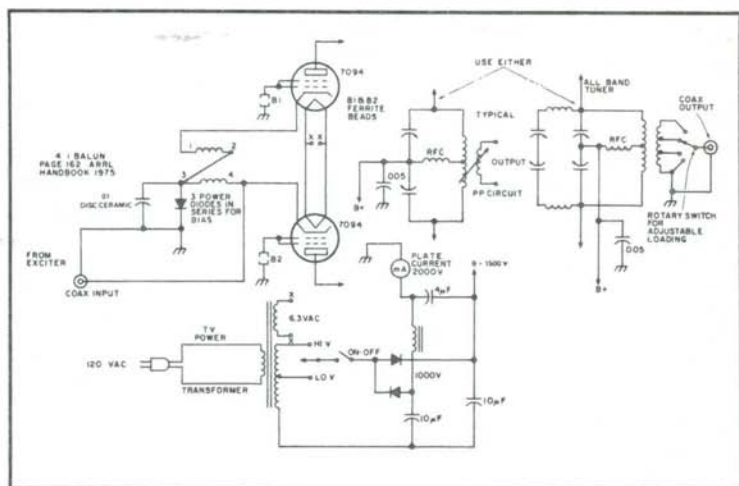 7094
B1
B1 & B2
FERRITE
BEADS
X X
1
2
4 1 BALUN
PAGE 162 ARRL
HANDBOOK 1975
3
4
01
DISC CERAMIC
3 POWER
DIODES IN
SERIES FOR
BIAS
7094
B2
FROM
EXCITER
COAX INPUT
USE EITHER
TYPICAL
RFC
.005
OUTPUT
B+
PP CIRCUIT
ALL BAND
TUNER
COAX
OUTPUT
RFC
ROTARY SWITCH
FOR
ADJUSTABLE
LOADING
.005
B+
PLATE
CURRENT
2000V
mA
B - 1500 V
4µF
X
6.3VAC
X
HI V
ON-OFF
LO V
1000V
10µF
10µF
120 VAC
TV
POWER
TRANSFORMER